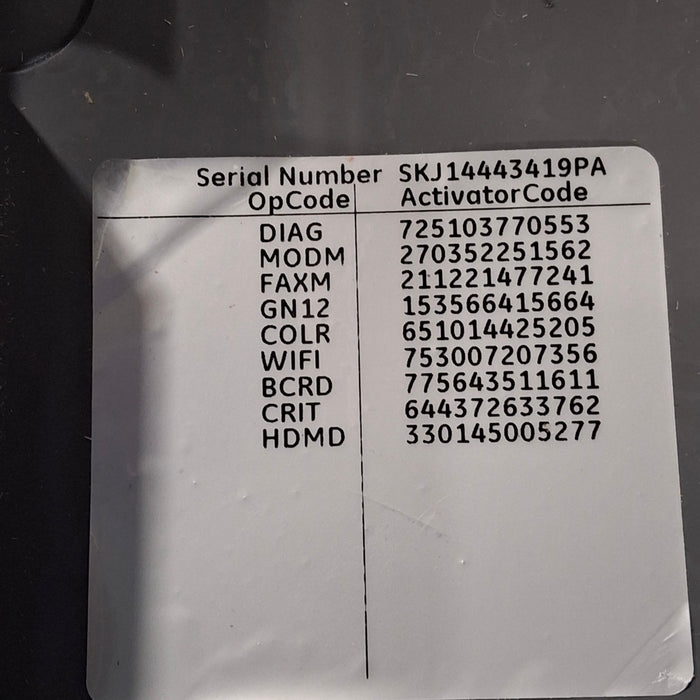 Serial Number SKJ14443419PA
OpCode ActivatorCode
DIAG 725103770553
MODM 270352251562
FAXM 211221477241
GN12 153566415664
COLR 651014425205
WIFI 753007207356
BCRD 775643511611
CRIT 644372633762
HDMD 330145005277